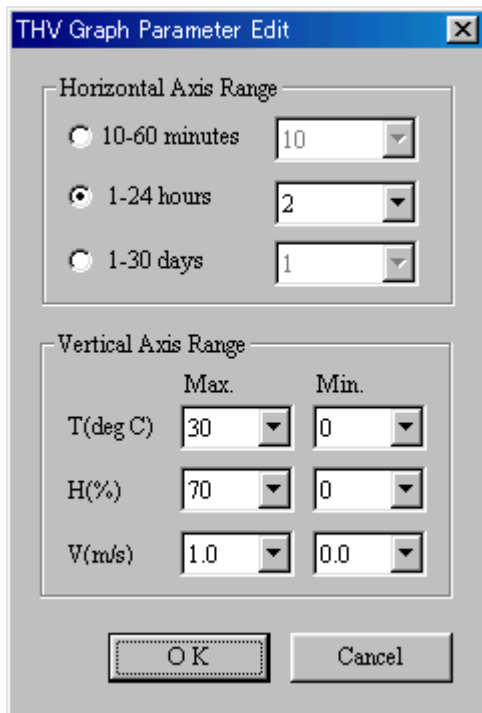 THV Graph Parameter Edit
Horizontal Axis Range
10-60 minutes 10
1-24 hours 2
1-30 days 1
Vertical Axis Range
Max. Min.
T(deg C) 30 0
H(%) 70 0
V(m/s) 1.0 0.0
O K Cancel